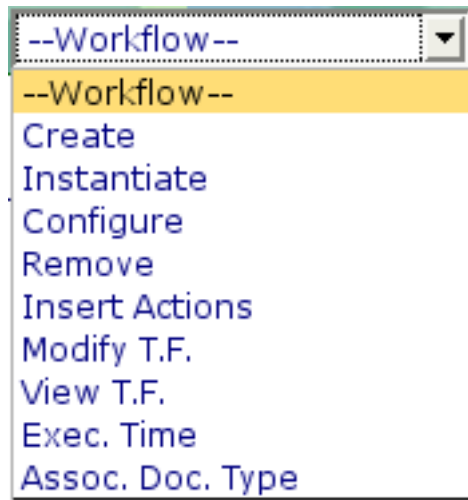 --Workflow--
--Workflow--
Create
Instantiate
Configure
Remove
Insert Actions
Modify T.F.
View T.F.
Exec. Time
Assoc. Doc. Type